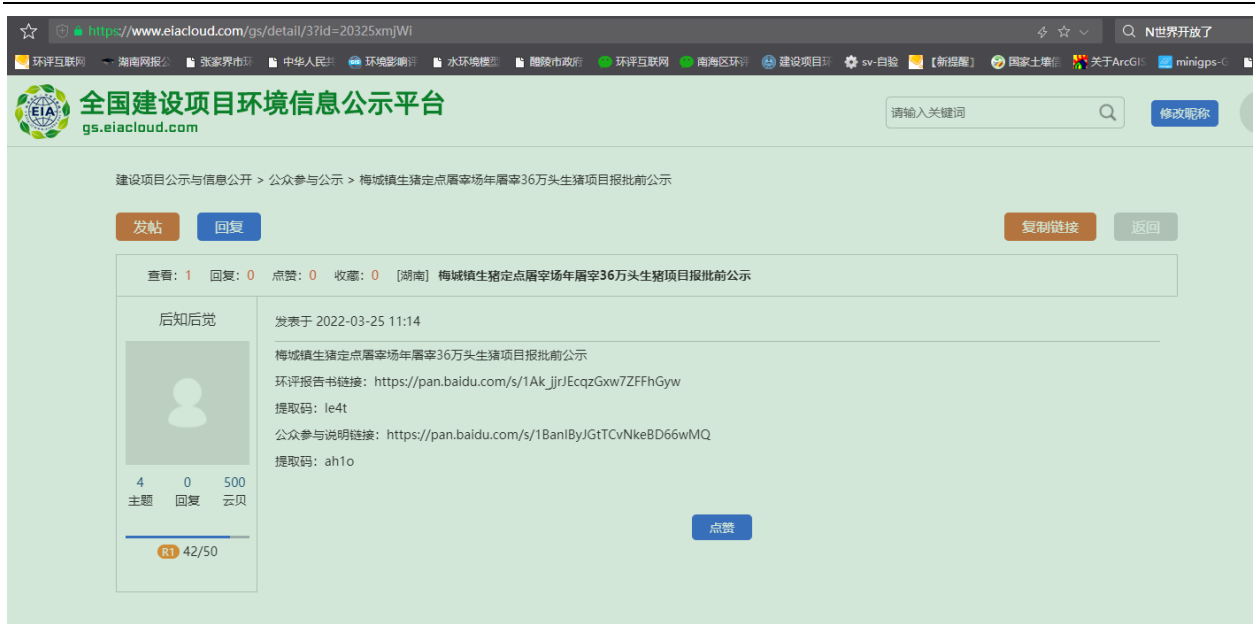 https://www.eiacloud.com/gs/detail/3?id=20325xmjWi
N世界开放了
环评互联网 湖南网报公 张家界市环 中华人民共 环境影响评 水环境模型 醴陵市政府 环评互联网 南海区环评 建设项目环 sv-自验 【新提醒】 国家土壤信 关于ArcGIS minigps-G
EIA 全国建设项目环境信息公示平台
gs.eiacloud.com
请输入关键词
修改昵称
建设项目公示与信息公开 > 公众参与公示 > 梅城镇生猪定点屠宰场年屠宰36万头生猪项目报批前公示
发帖 回复 复制链接 返回
查看：1 回复：0 点赞：0 收藏：0 [湖南] 梅城镇生猪定点屠宰场年屠宰36万头生猪项目报批前公示
后知后觉
发表于 2022-03-25 11:14
梅城镇生猪定点屠宰场年屠宰36万头生猪项目报批前公示
环评报告书链接：https://pan.baidu.com/s/1Ak_jjrJEcqzGxw7ZFFhGyw
提取码：le4t
公众参与说明链接：https://pan.baidu.com/s/1BanlByJGtTCvNkeBD66wMQ
提取码：ah1o
4 0 500
主题 回复 云贝
点赞
R1 42/50